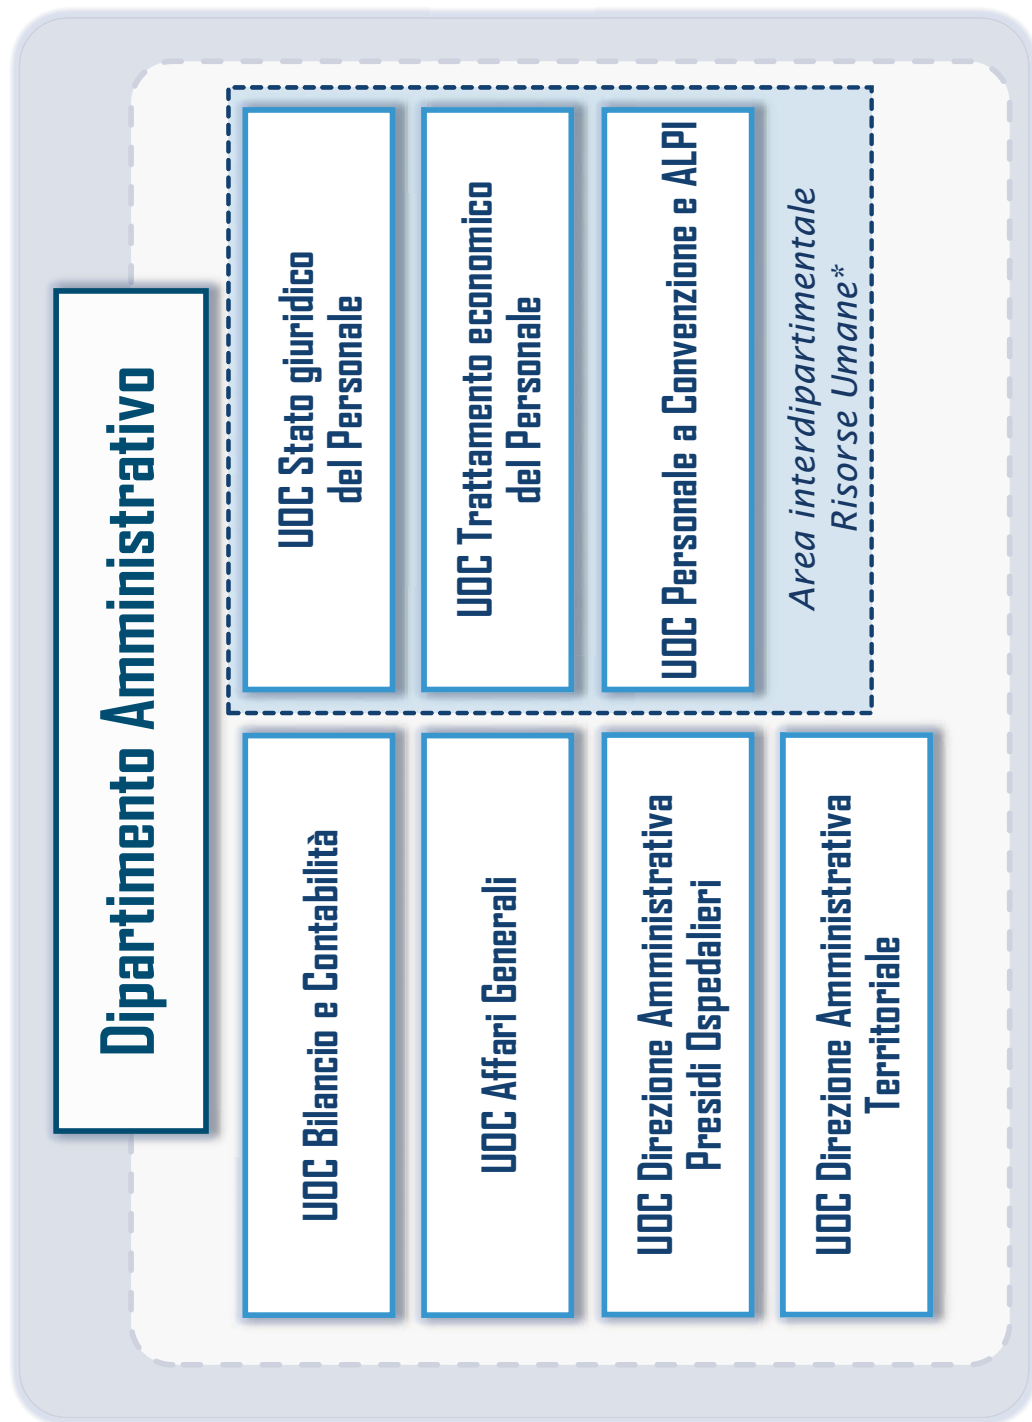 Dipartimento Amministrativo
UOC Bilancio e Contabilità
UOC Affari Generali
UOC Direzione Amministrativa
Presidi Ospedalieri
UOC Direzione Amministrativa
Territoriale
UOC Stato giuridico
del Personale
UOC Trattamento economico
del Personale
UOC Personale a Convenzione e ALPI
Area interdipartimentale
Risorse Umane*